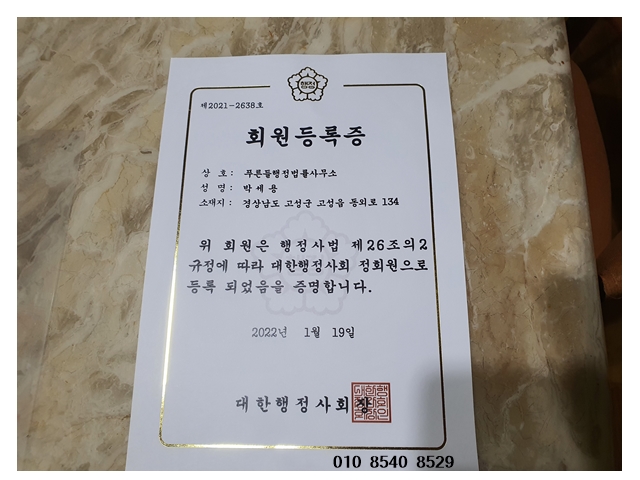 행정
제2021-2638호
회원등록증
상 호 : 푸른들행정법률사무소
성 명 : 박세용
소재지 : 경상남도 고성군 고성읍 동외로 134
위 회원은 행정사법 제26조의2
규정에 따라 대한행정사회 정회원으로
등록 되었음을 증명합니다.
2022년 1월 19일
대한행정사회장
010 8540 8529